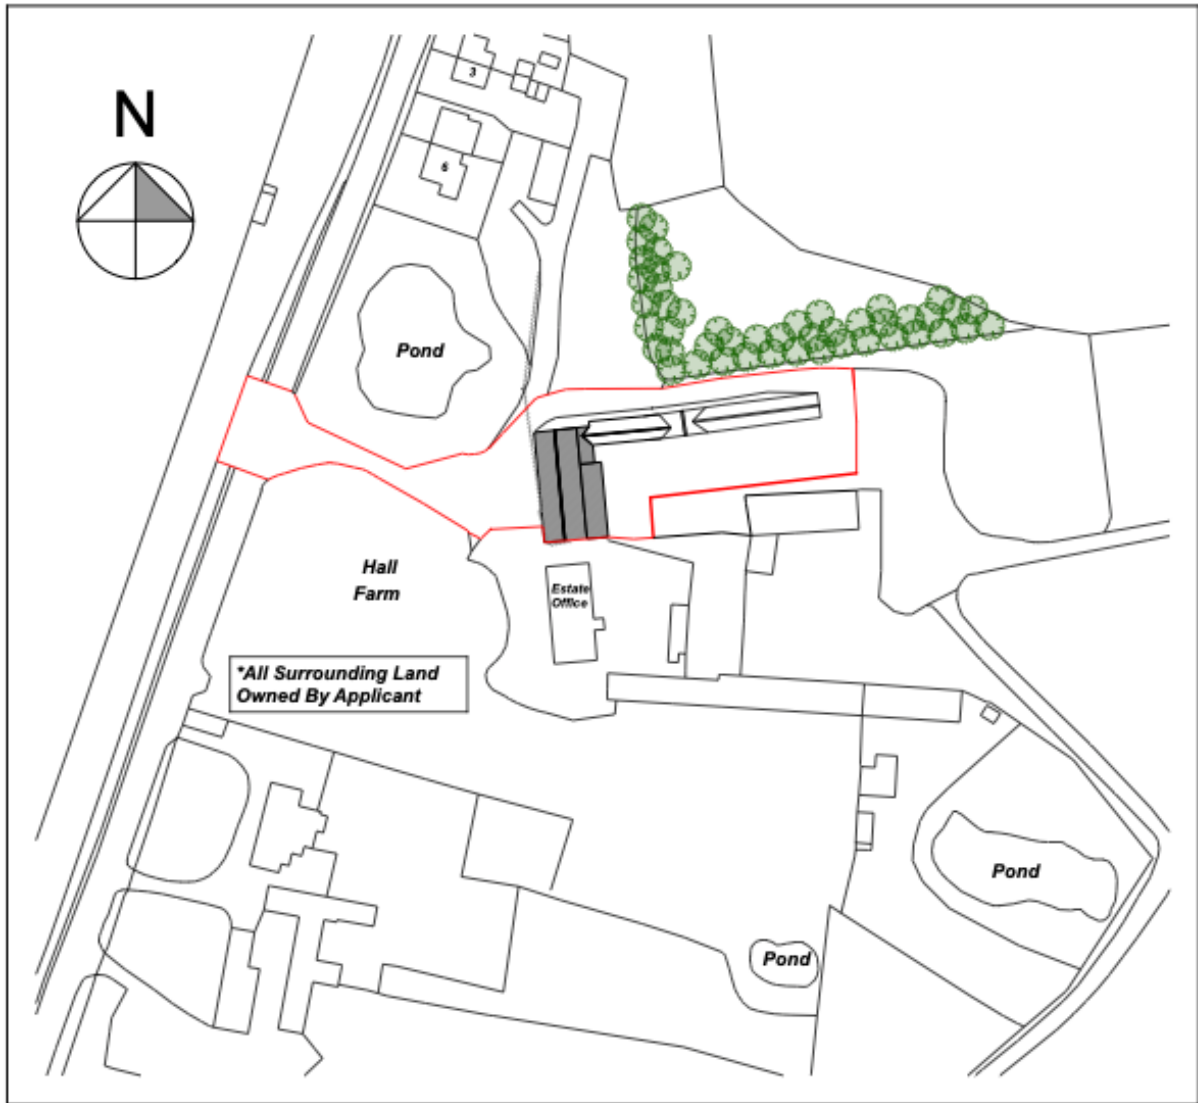 3
N
6
Pond
Hall
Farm
Estate
Office
*All Surrounding Land
Owned By Applicant
Pond
Pond